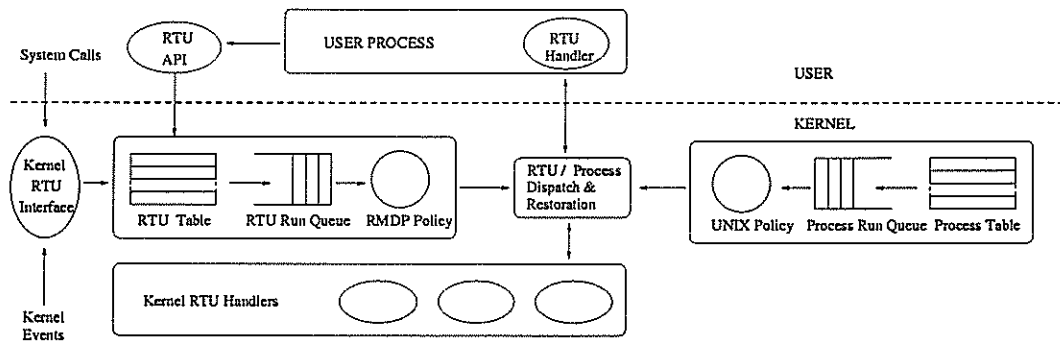 RTU
API
USER PROCESS
RTU
Handler
System Calls
USER
KERNEL
Kernel
RTU
Interface
RTU Table
RTU Run Queue
RMDP Policy
RTU / Process
Dispatch &
Restoration
UNIX Policy
Process Run Queue
Process Table
Kernel RTU Handlers
Kernel
Events